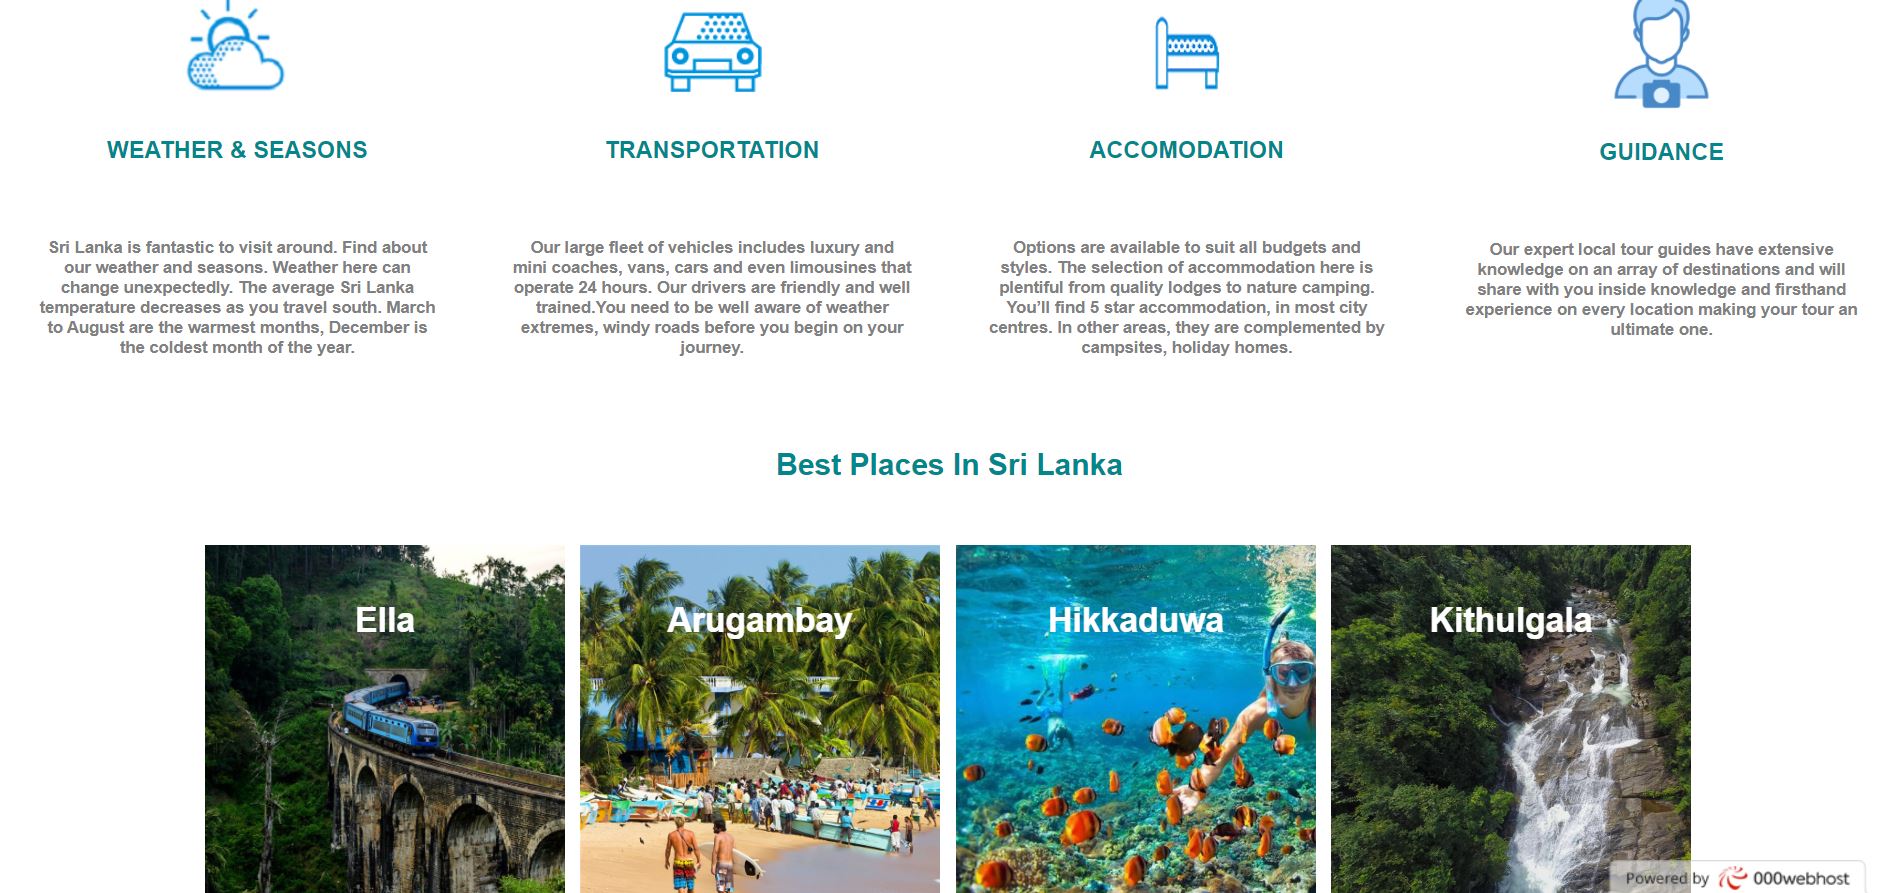 WEATHER & SEASONS
Sri Lanka is fantastic to visit around. Find about
our weather and seasons. Weather here can
change unexpectedly. The average Sri Lanka
temperature decreases as you travel south. March
to August are the warmest months, December is
the coldest month of the year.
TRANSPORTATION
Our large fleet of vehicles includes luxury and
mini coaches, vans, cars and even limousines that
operate 24 hours. Our drivers are friendly and well
trained.You need to be well aware of weather
extremes, windy roads before you begin on your
journey.
ACCOMODATION
Options are available to suit all budgets and
styles. The selection of accommodation here is
plentiful from quality lodges to nature camping.
You’ll find 5 star accommodation, in most city
centres. In other areas, they are complemented by
campsites, holiday homes.
GUIDANCE
Our expert local tour guides have extensive
knowledge on an array of destinations and will
share with you inside knowledge and firsthand
experience on every location making your tour an
ultimate one.
Best Places In Sri Lanka
Ella
Arugambay
Hikkaduwa
Kithulgala
Powered by 000webhost